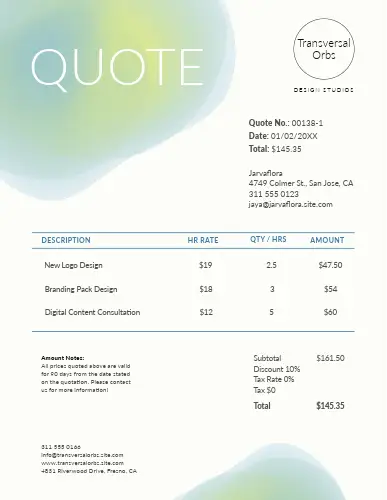 QUOTE
Transversal
Orbs
DESIGN STUDIOS
Quote No.: 00138-1
Date: 01/02/20XX
Total: $145.35
Jarvaflora
4749 Colmer St., San Jose, CA
311 555 0123
jaya@jarvaflora.site.com
DESCRIPTION HR RATE QTY / HRS AMOUNT
New Logo Design $19 2.5 $47.50
Branding Pack Design $18 3 $54
Digital Content Consultation $12 5 $60
Amount Notes:
All prices quoted above are valid
for 90 days from the date stated
on the quotation. Please contact
us for more information!
Subtotal $161.50
Discount 10%
Tax Rate 0%
Tax $0
Total $145.35
311 555 0166
info@transversalorbs.site.com
www.transversalorbs.site.com
4831 Riverwood Drive, Fresno, CA